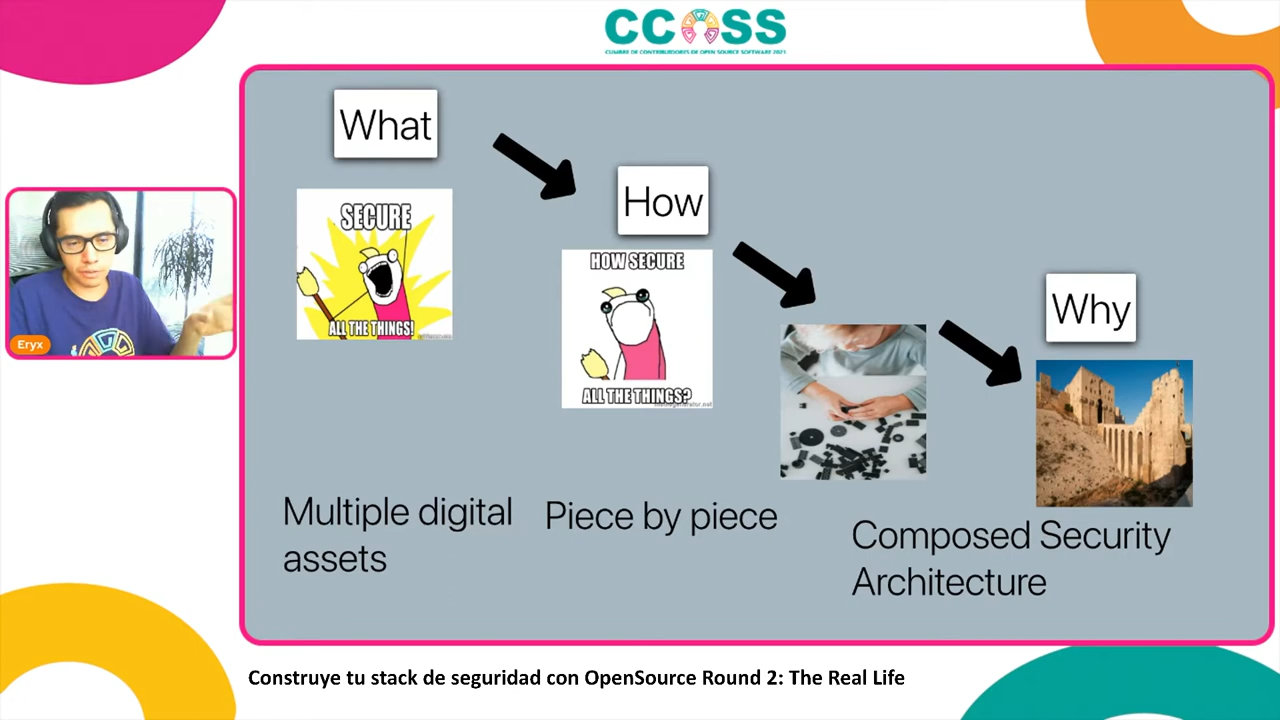 CCOSS
CUMBRE DE CONTRIBUIDORES DE OPEN SOURCE SOFTWARE 2021
What
SECURE
ALL THE THINGS!
How
HOW SECURE
ALL THE THINGS?
Why
Eryx
Multiple digital
assets
Piece by piece
Composed Security
Architecture
Construye tu stack de seguridad con OpenSource Round 2: The Real Life